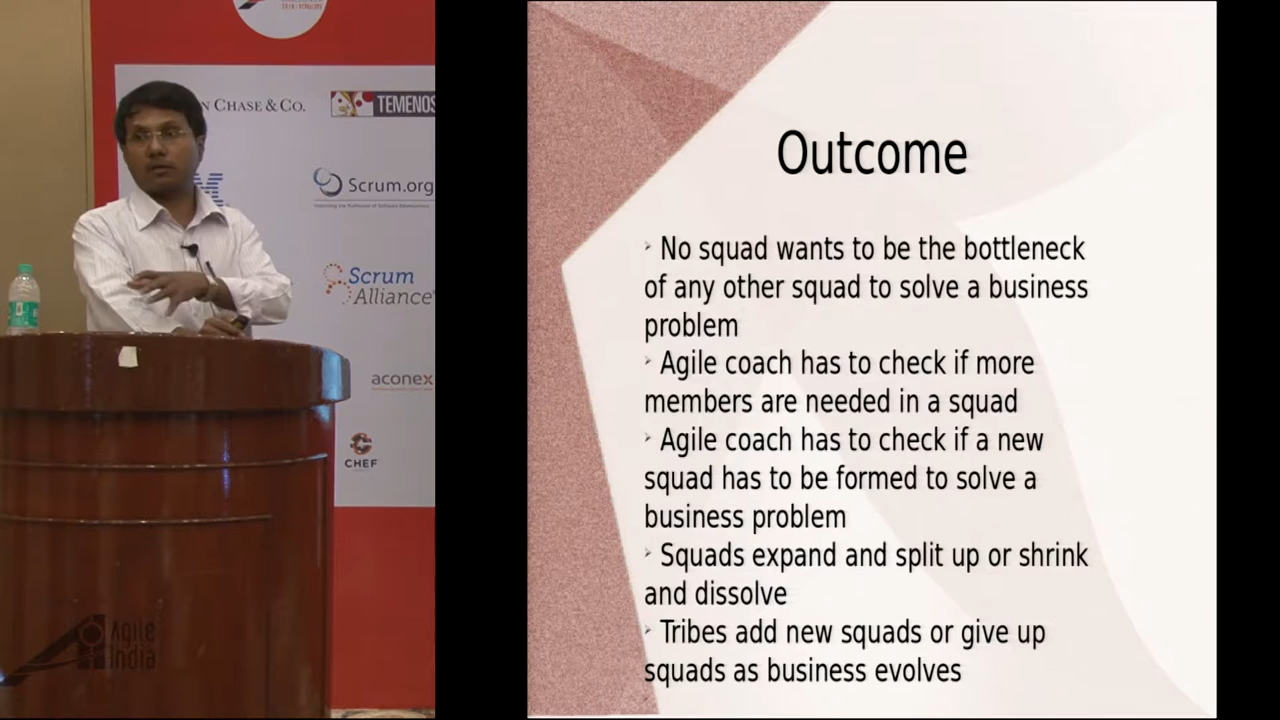 N CHASE & CO.
TEMENOS
M
Scrum.org
Scrum
Alliance
aconex
CHEF
Agile
India
Outcome
No squad wants to be the bottleneck
of any other squad to solve a business
problem
Agile coach has to check if more
members are needed in a squad
Agile coach has to check if a new
squad has to be formed to solve a
business problem
Squads expand and split up or shrink
and dissolve
Tribes add new squads or give up
squads as business evolves